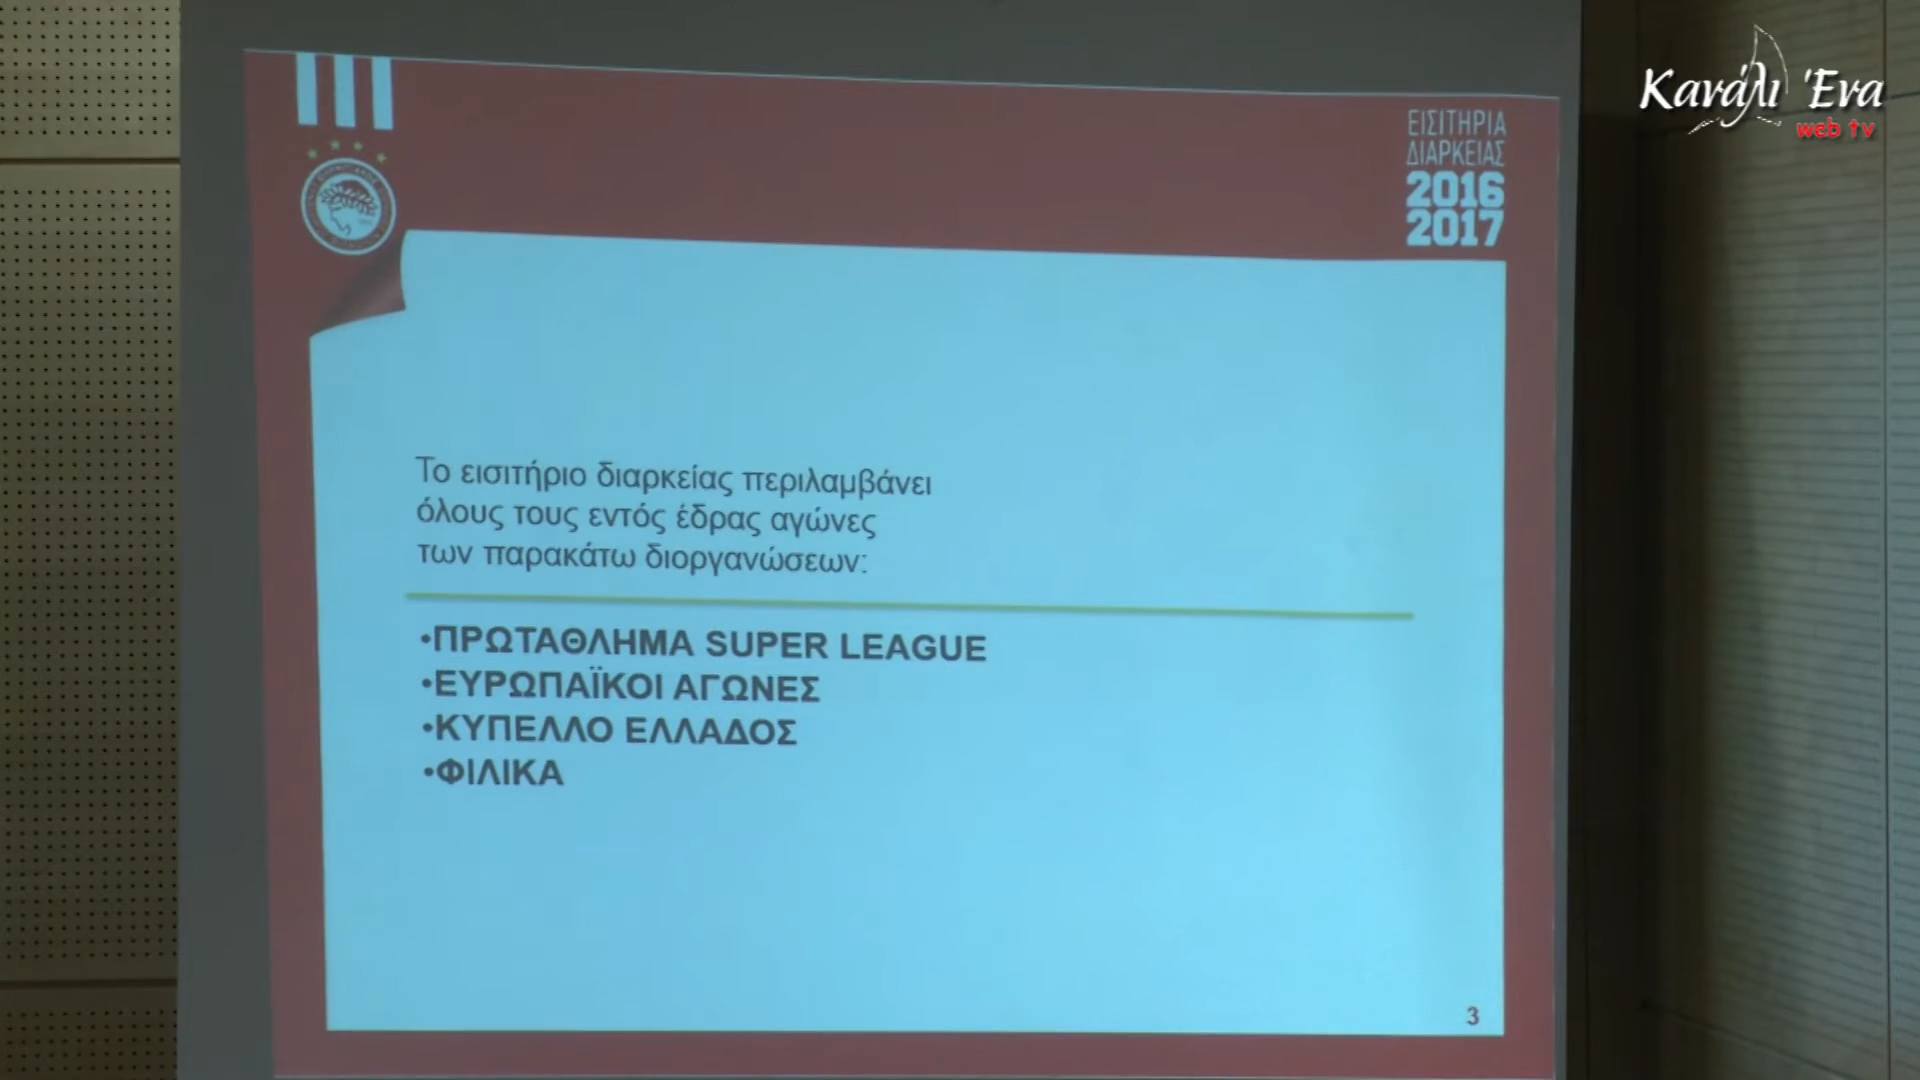 Κανάλι Ένα
web tv
ΕΙΣΙΤΗΡΙΑ
ΔΙΑΡΚΕΙΑΣ
2016
2017
Το εισιτήριο διαρκείας περιλαμβάνει
όλους τους εντός έδρας αγώνες
των παρακάτω διοργανώσεων:
•ΠΡΩΤΑΘΛΗΜΑ SUPER LEAGUE
•ΕΥΡΩΠΑΪΚΟΙ ΑΓΩΝΕΣ
•ΚΥΠΕΛΛΟ ΕΛΛΑΔΟΣ
•ΦΙΛΙΚΑ
3